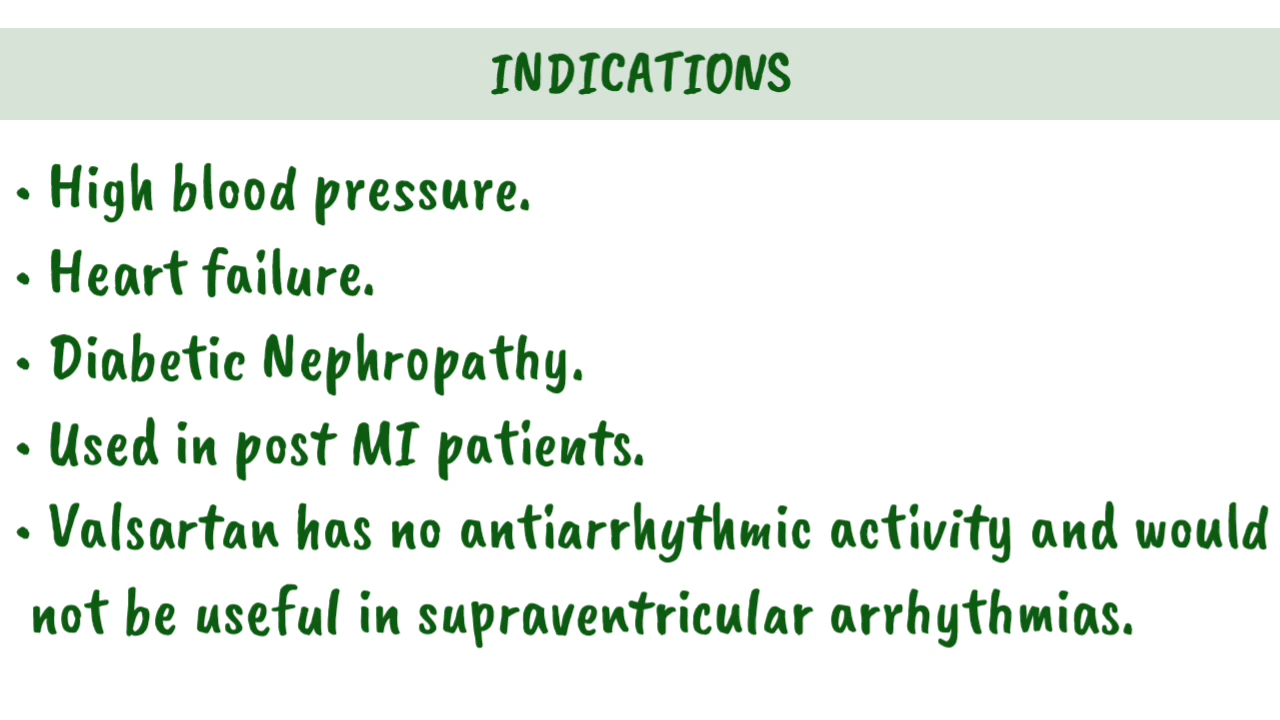 INDICATIONS
• High blood pressure.
• Heart failure.
• Diabetic Nephropathy.
• Used in post MI patients.
• Valsartan has no antiarrhythmic activity and would
not be useful in supraventricular arrhythmias.